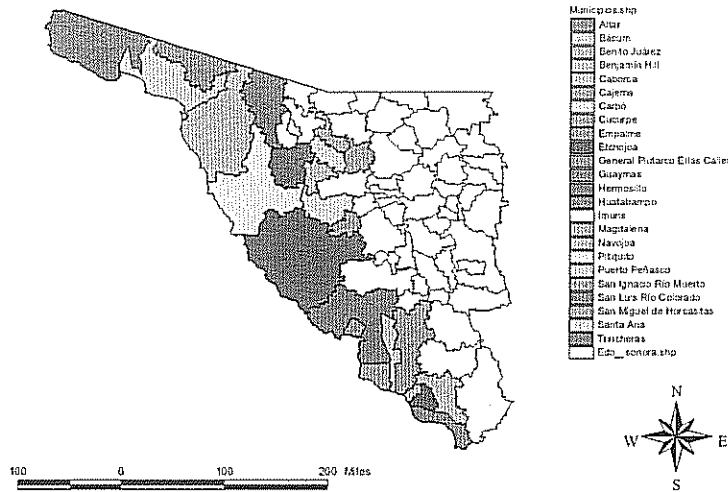 Municipios.shp
Altar
Bácum
Benito Juárez
Benjamín Hill
Caborca
Cajeme
Carbó
Cucurpe
Empalme
Etchojoa
General Plutarco Elías Calles
Guaymas
Hermosillo
Huatabampo
Imuris
Magdalena
Navojoa
Pitiquito
Puerto Peñasco
San Ignacio Río Muerto
San Luis Río Colorado
San Miguel de Horcasitas
Santa Ana
Trincheras
Edo_sonora.shp
N
W E
S
100 0 100 200 Miles